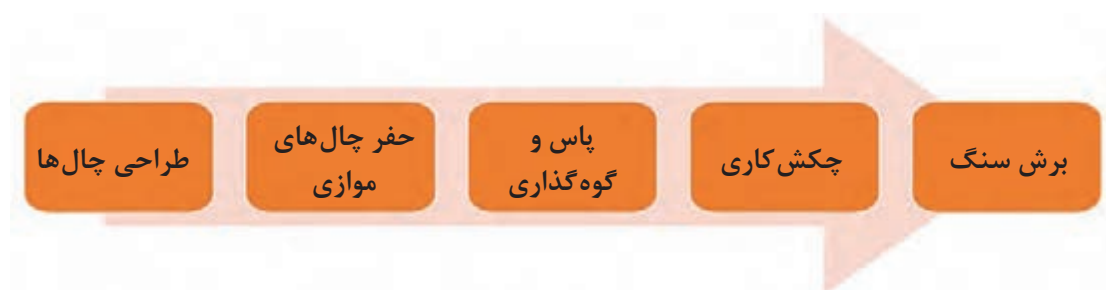 طراحی چال‌ها
حفر چال‌های
موازی
پاس و
گوه‌گذاری
چکش‌کاری
برش سنگ